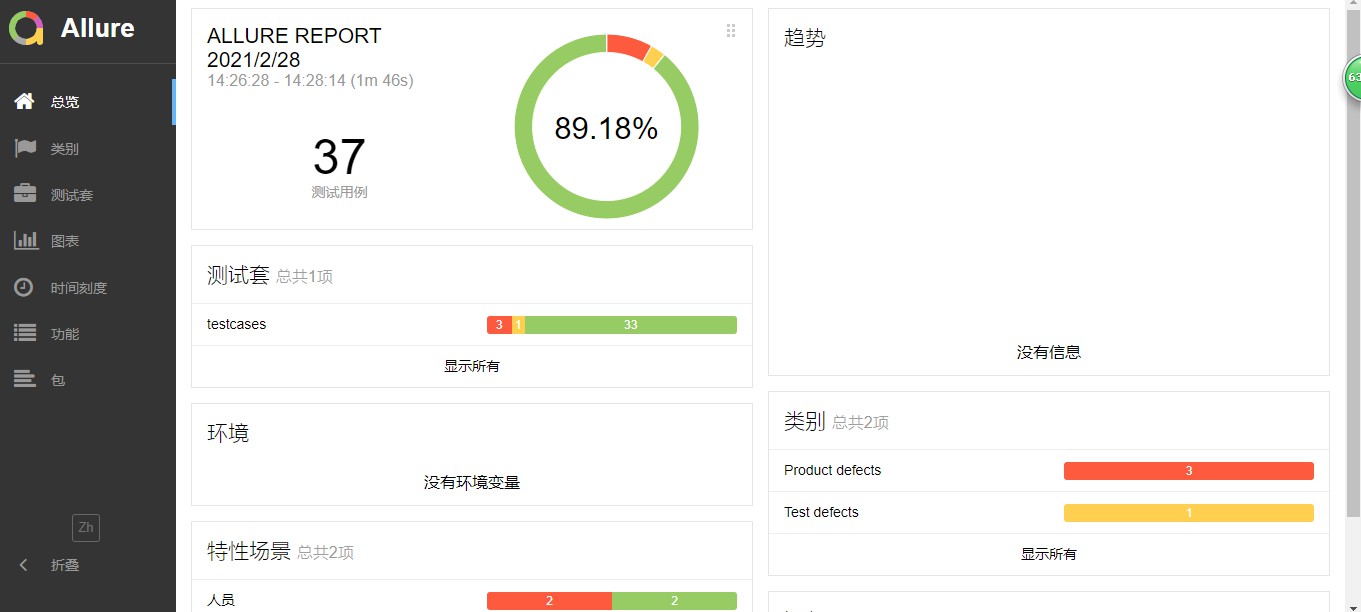 Allure
总览
类别
测试套
图表
时间刻度
功能
包
Zh
折叠
ALLURE REPORT
2021/2/28
14:26:28 - 14:28:14 (1m 46s)
37
测试用例
89.18%
测试套 总共1项
testcases 3 1 33
显示所有
环境
没有环境变量
特性场景 总共2项
人员 2 2
趋势
没有信息
类别 总共2项
Product defects 3
Test defects 1
显示所有
63